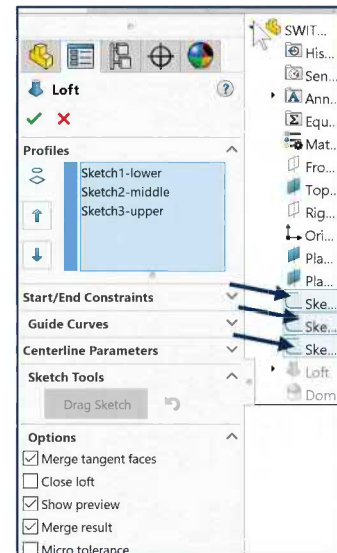 Loft
?
Profiles
Sketch1-lower
Sketch2-middle
Sketch3-upper
Start/End Constraints
Guide Curves
Centerline Parameters
Sketch Tools
Drag Sketch
Options
Merge tangent faces
Close loft
Show preview
Merge result
Micro tolerance
SWIT...
His...
Sen...
Ann...
Equ...
Mat...
Fro...
Top...
Rig...
Ori...
Pla...
Pla...
Ske...
Ske...
Ske...
Loft
Dom